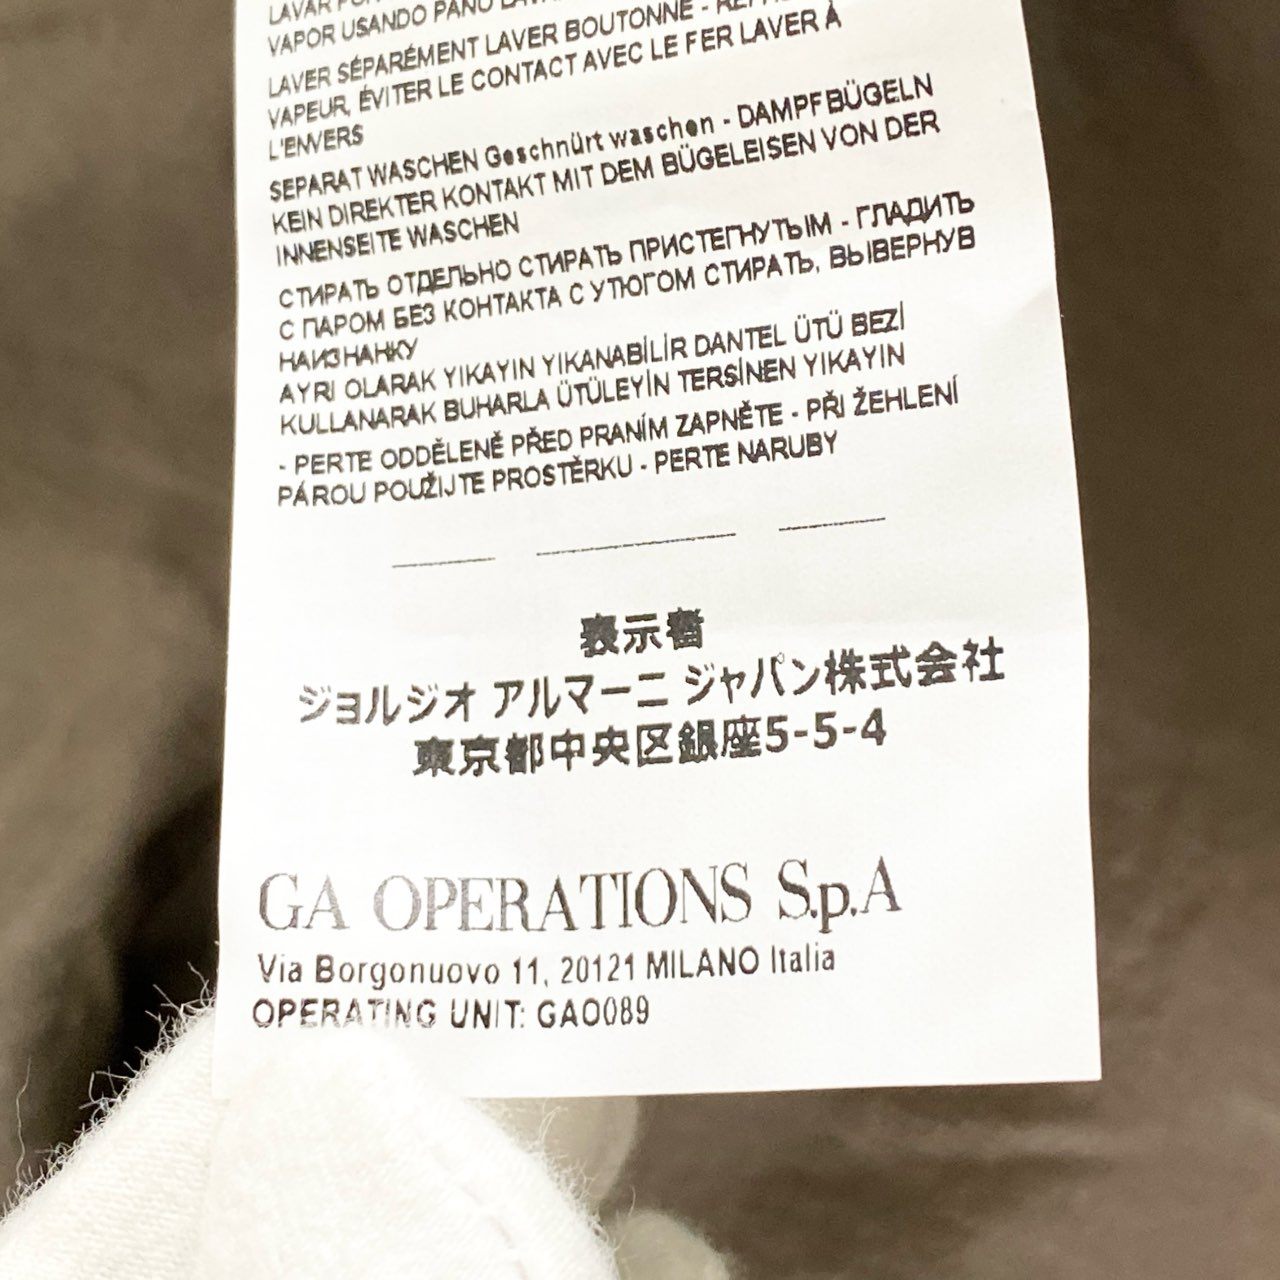 LAVAR
VAPOR USANDO PANO
LAVER SÉPARÉMENT LAVER BOUTONNE -
VAPEUR, ÉVITER LE CONTACT AVEC LE FER LAVER À
L'ENVERS
SEPARAT WASCHEN Geschnürt waschen - DAMPFBÜGELN
KEIN DIREKTER KONTAKT MIT DEM BÜGELEISEN VON DER
INNENSEITE WASCHEN
СТИРАТЬ ОТДЕЛЬНО СТИРАТЬ ПРИСТЕГНУТЫМ - ГЛАДИТЬ
С ПАРОМ БЕЗ КОНТАКТА С УТЮГОМ СТИРАТЬ, ВЫВЕРНУВ
НАИЗНАНКУ
AYRI OLARAK YIKAYIN YIKANABİLİR DANTEL ÜTÜ BEZİ
KULLANARAK BUHARLA ÜTÜLEYİN TERSİNEN YIKAYIN
- PERTE ODDĚLENĚ PŘED PRANÍM ZAPNĚTE - PŘI ŽEHLENÍ
PÁROU POUŽIJTE PROSTĚRKU - PERTE NARUBY
表示者
ジョルジオ アルマーニ ジャパン株式会社
東京都中央区銀座5-5-4
GA OPERATIONS S.p.A
Via Borgonuovo 11, 20121 MILANO Italia
OPERATING UNIT: GAO089